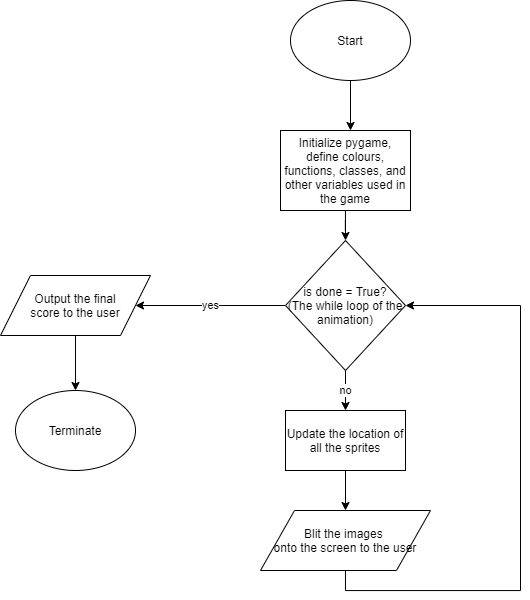 Start
Initialize pygame,
define colours,
functions, classes, and
other variables used in
the game
is done = True?
(The while loop of the
animation)
yes
Output the final
score to the user
Terminate
no
Update the location of
all the sprites
Blit the images
onto the screen to the user